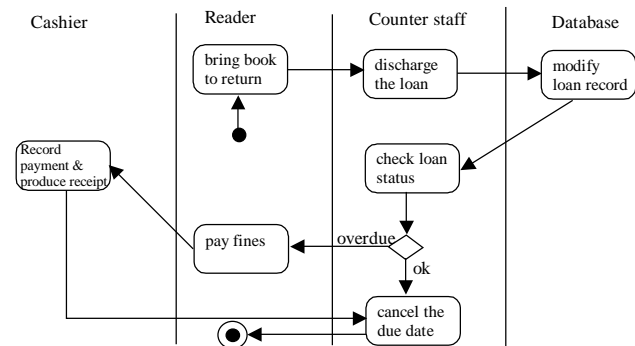 Cashier
Reader
Counter staff
Database
bring book
to return
discharge
the loan
modify
loan record
Record
payment &
produce receipt
check loan
status
pay fines
overdue
ok
cancel the
due date